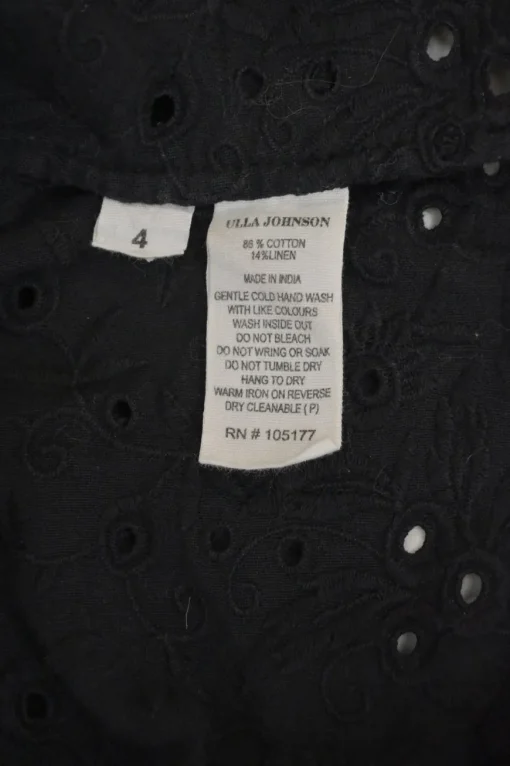 4
ULLA JOHNSON
86 % COTTON
14%LINEN
MADE IN INDIA
GENTLE COLD HAND WASH
WITH LIKE COLOURS
WASH INSIDE OUT
DO NOT BLEACH
DO NOT WRING OR SOAK
DO NOT TUMBLE DRY
HANG TO DRY
WARM IRON ON REVERSE
DRY CLEANABLE ( P)
RN # 105177